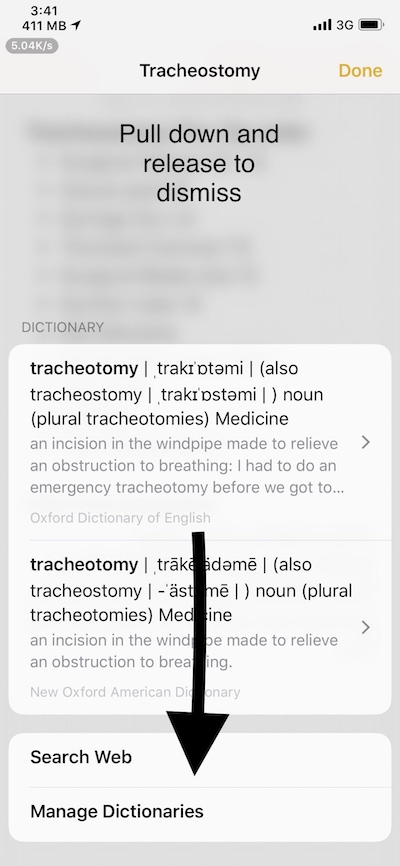 3:41
411 MB
3G
5.04K/s
Tracheostomy
Done
Pull down and
release to
dismiss
DICTIONARY
tracheotomy | ˌtrakɪˈɒtəmi | (also
tracheostomy | ˌtrakɪˈɒstəmi | ) noun
(plural tracheotomies) Medicine
an incision in the windpipe made to relieve
an obstruction to breathing: I had to do an
emergency tracheotomy before we got to...
Oxford Dictionary of English
tracheotomy | ˌtrākēˈädəmē | (also
tracheostomy | -ˈästəmē | ) noun (plural
tracheotomies) Medicine
an incision in the windpipe made to relieve
an obstruction to breathing.
New Oxford American Dictionary
Search Web
Manage Dictionaries